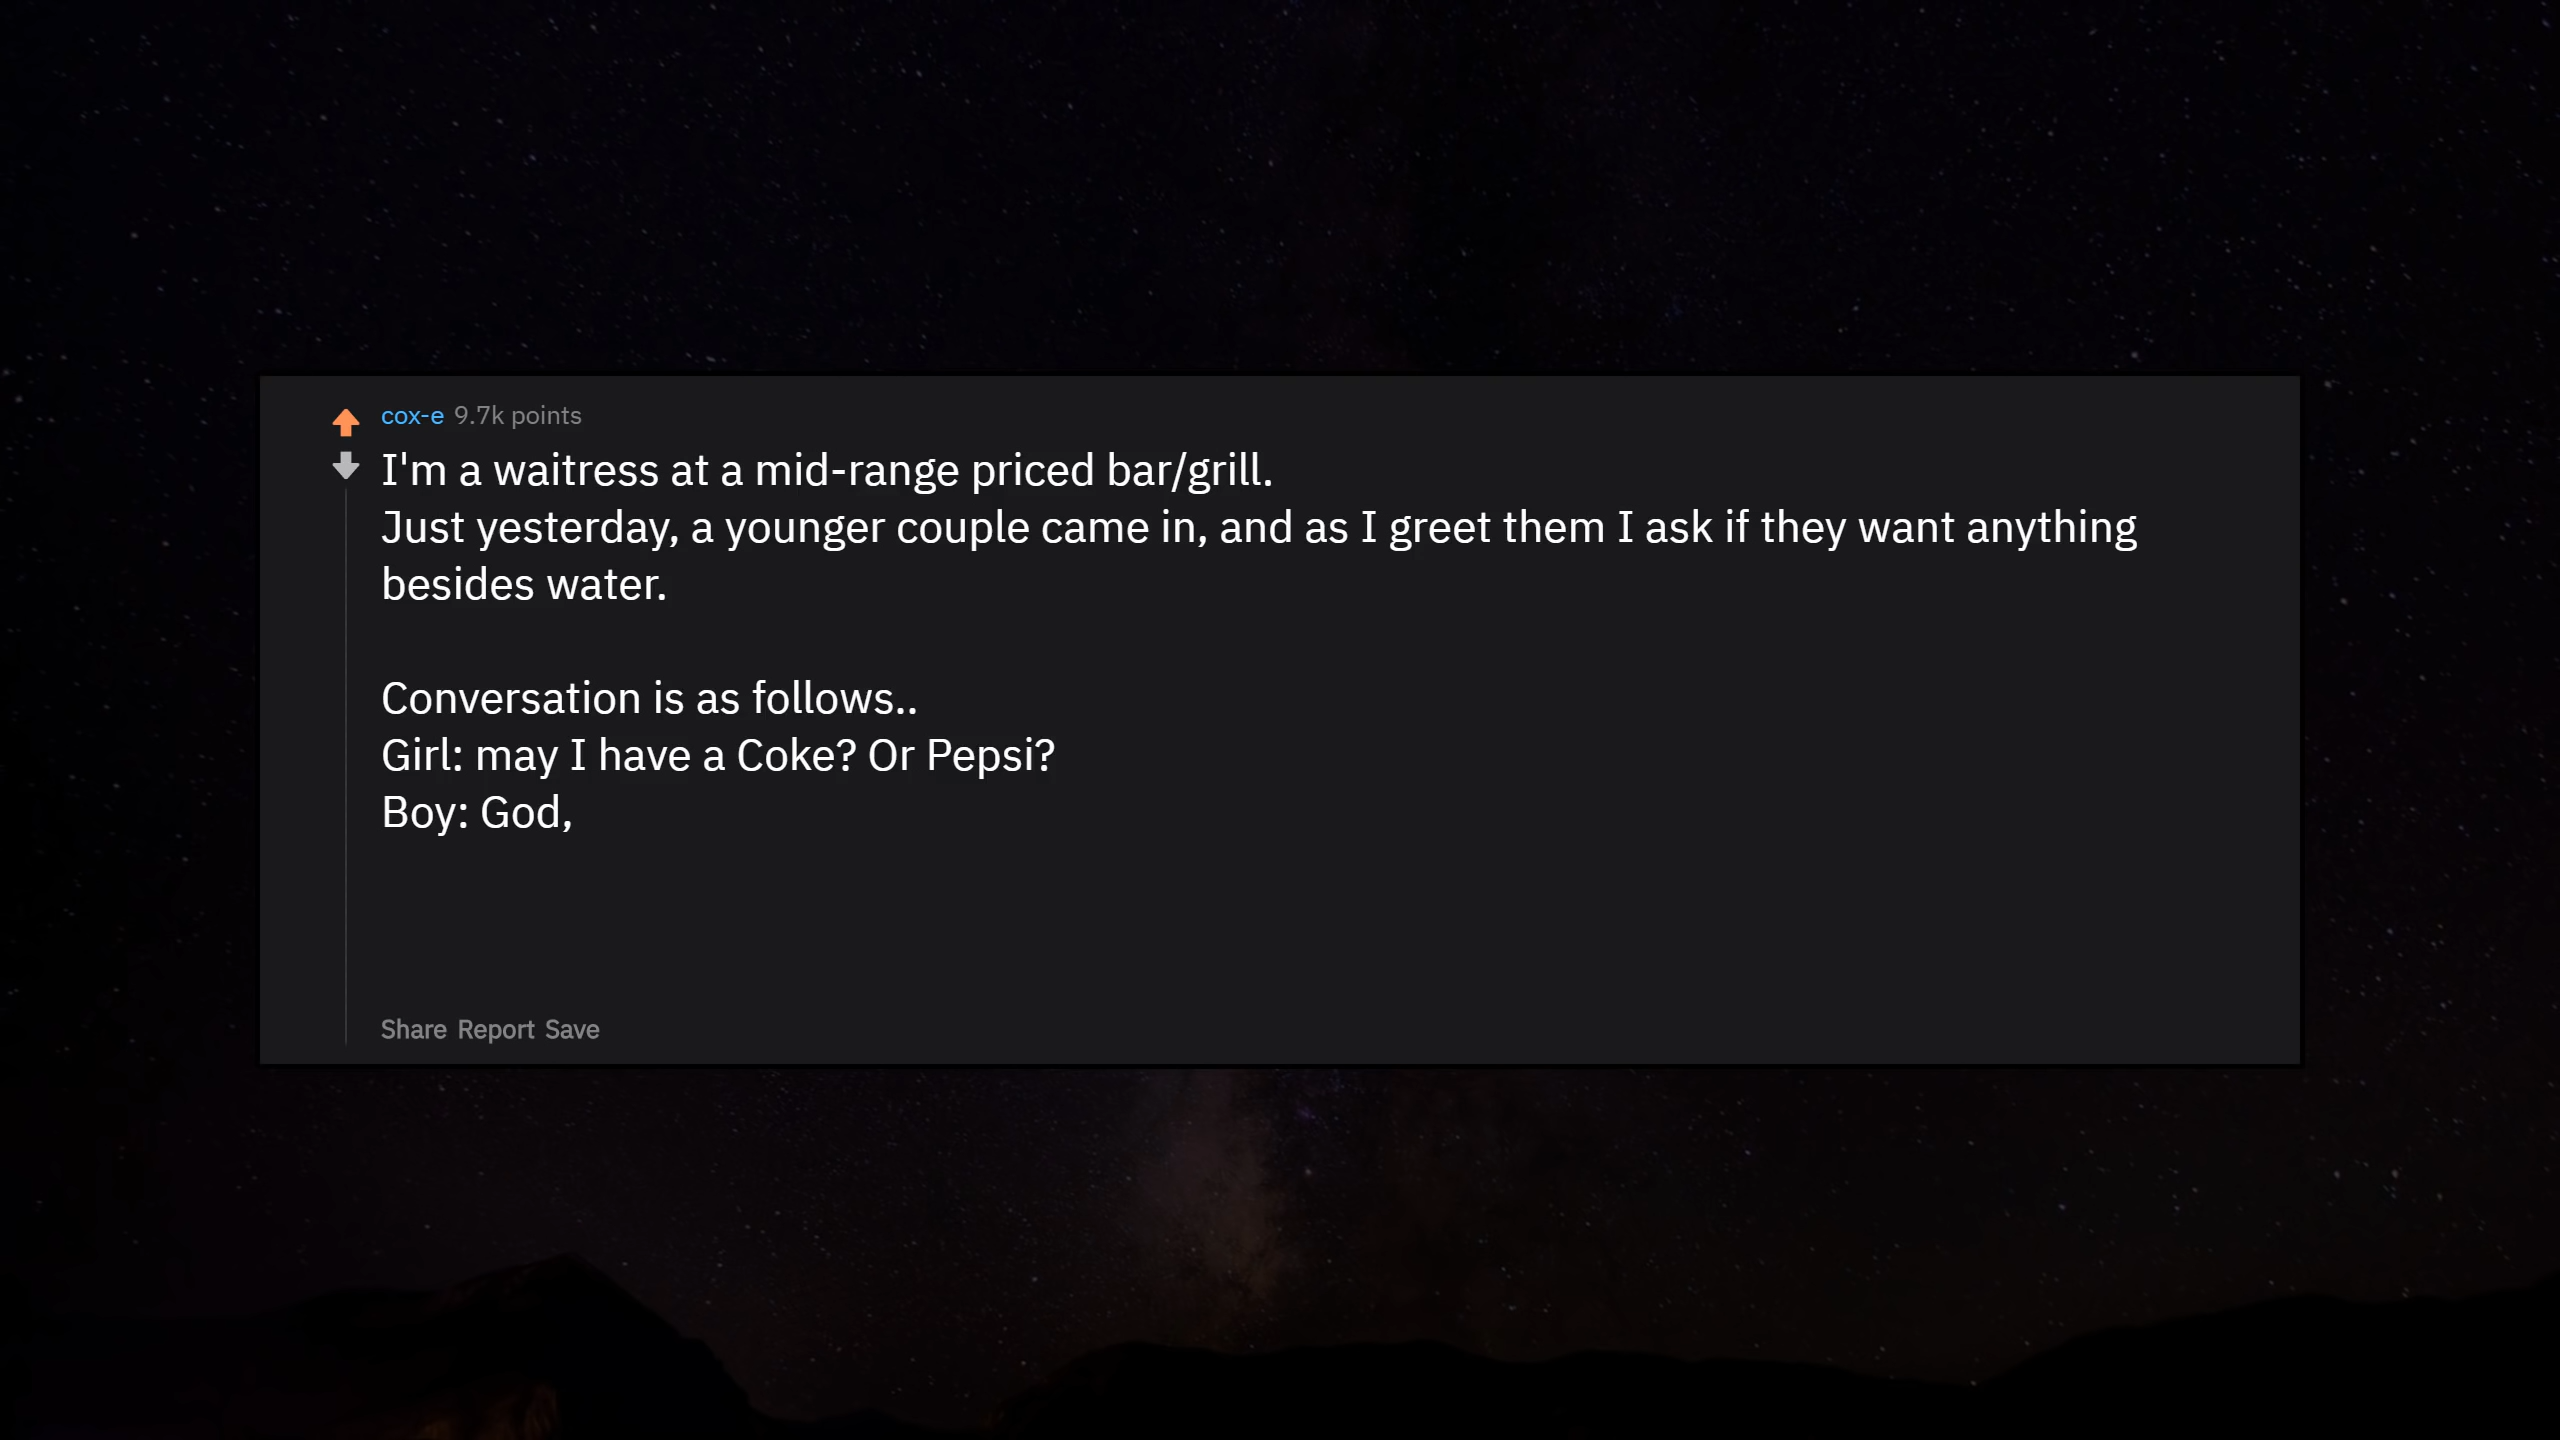 cox-e 9.7k points
I'm a waitress at a mid-range priced bar/grill.
Just yesterday, a younger couple came in, and as I greet them I ask if they want anything
besides water.
Conversation is as follows..
Girl: may I have a Coke? Or Pepsi?
Boy: God,
Share Report Save